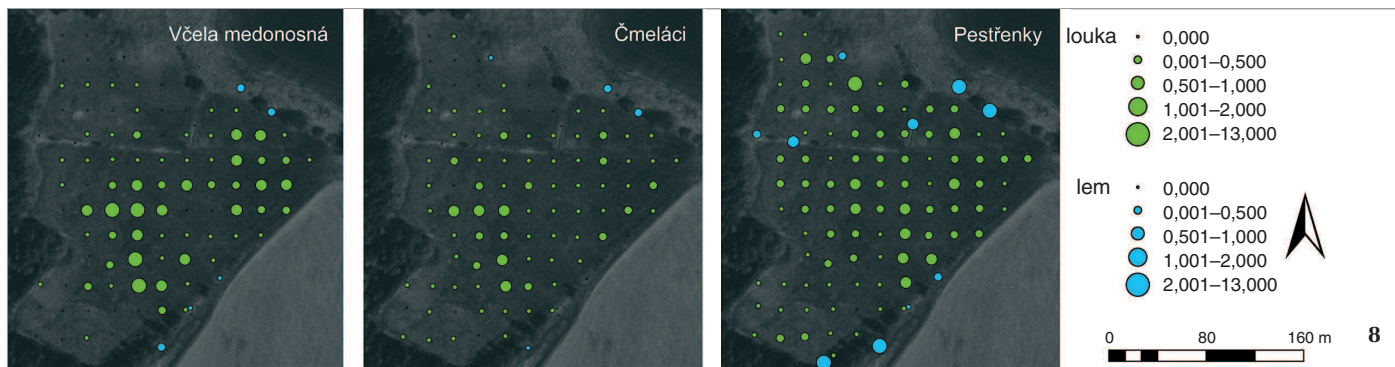 Včela medonosná
Čmeláci
Pestřenky
louka
0,000
0,001–0,500
0,501–1,000
1,001–2,000
2,001–13,000
lem
0,000
0,001–0,500
0,501–1,000
1,001–2,000
2,001–13,000
0 80 160 m
8